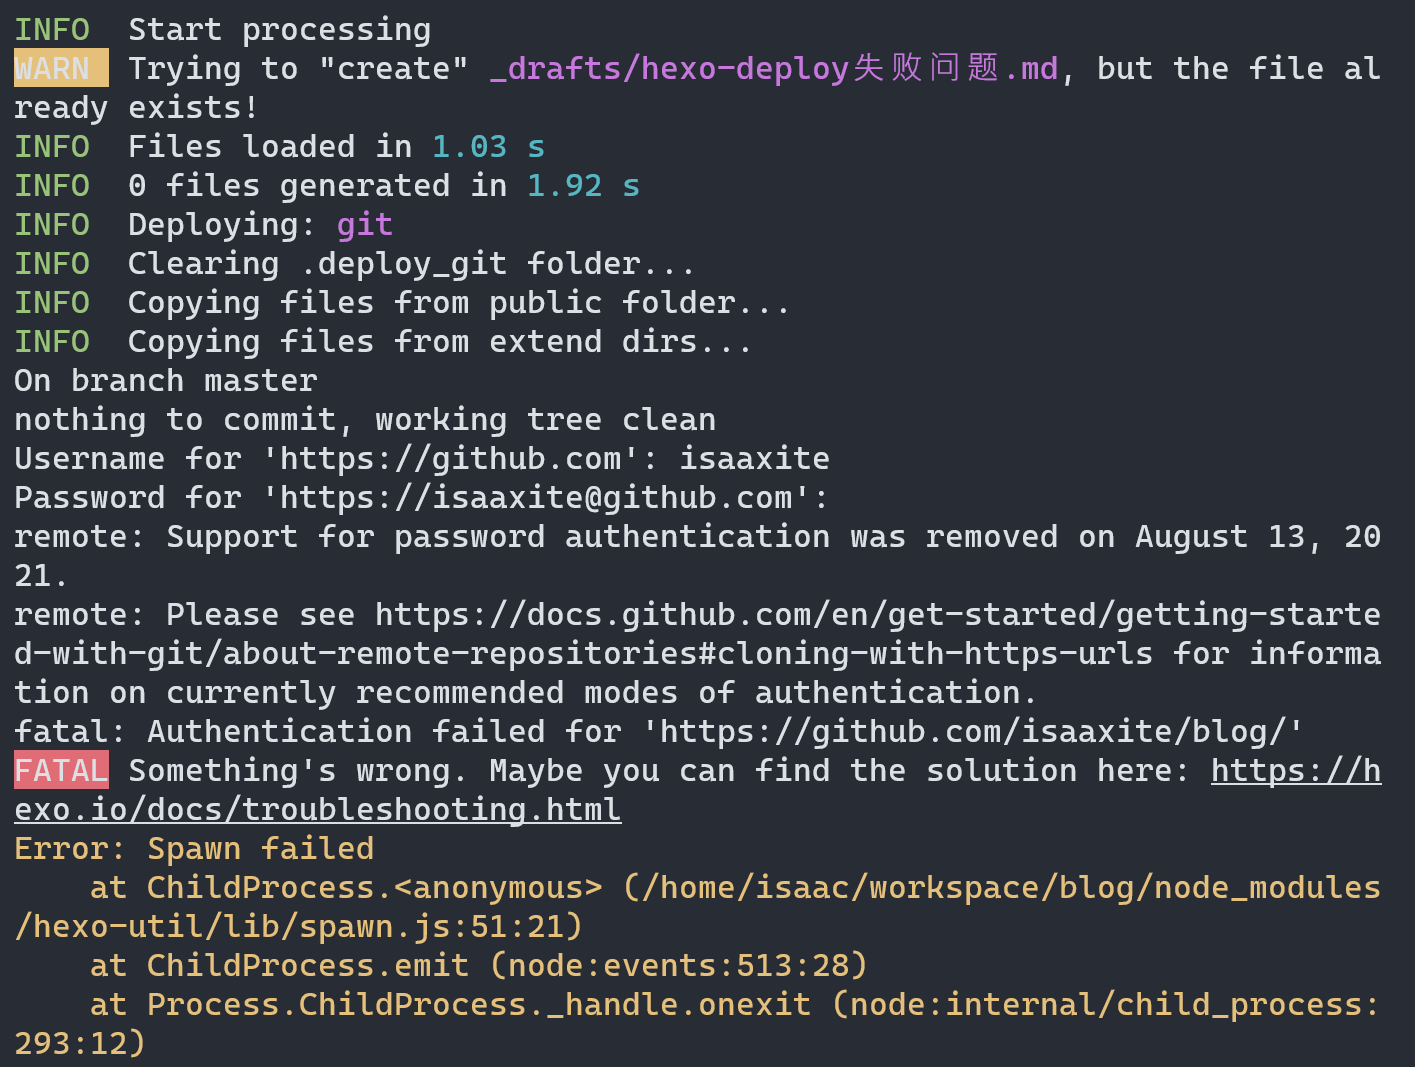 INFO  Start processing
WARN  Trying to "create" _drafts/hexo-deploy失败问题.md, but the file al
ready exists!
INFO  Files loaded in 1.03 s
INFO  0 files generated in 1.92 s
INFO  Deploying: git
INFO  Clearing .deploy_git folder...
INFO  Copying files from public folder...
INFO  Copying files from extend dirs...
On branch master
nothing to commit, working tree clean
Username for 'https://github.com': isaaxite
Password for 'https://isaaxite@github.com':
remote: Support for password authentication was removed on August 13, 20
21.
remote: Please see https://docs.github.com/en/get-started/getting-starte
d-with-git/about-remote-repositories#cloning-with-https-urls for informa
tion on currently recommended modes of authentication.
fatal: Authentication failed for 'https://github.com/isaaxite/blog/'
FATAL Something's wrong. Maybe you can find the solution here: https://h
exo.io/docs/troubleshooting.html
Error: Spawn failed
    at ChildProcess.<anonymous> (/home/isaac/workspace/blog/node_modules
/hexo-util/lib/spawn.js:51:21)
    at ChildProcess.emit (node:events:513:28)
    at Process.ChildProcess._handle.onexit (node:internal/child_process:
293:12)